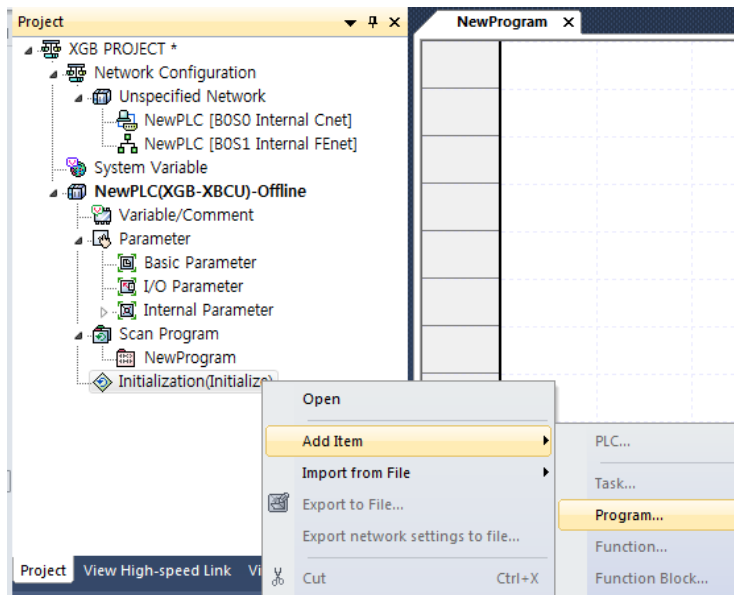 Project
NewProgram
XGB PROJECT *
Network Configuration
Unspecified Network
NewPLC [B0S0 Internal Cnet]
NewPLC [B0S1 Internal FEnet]
System Variable
NewPLC(XGB-XBCU)-Offline
Variable/Comment
Parameter
Basic Parameter
I/O Parameter
Internal Parameter
Scan Program
NewProgram
Initialization(Initialize)
Open
Add Item
Import from File
Export to File...
Export network settings to file...
Cut Ctrl+X
PLC...
Task...
Program...
Function...
Function Block...
Project View High-speed Link